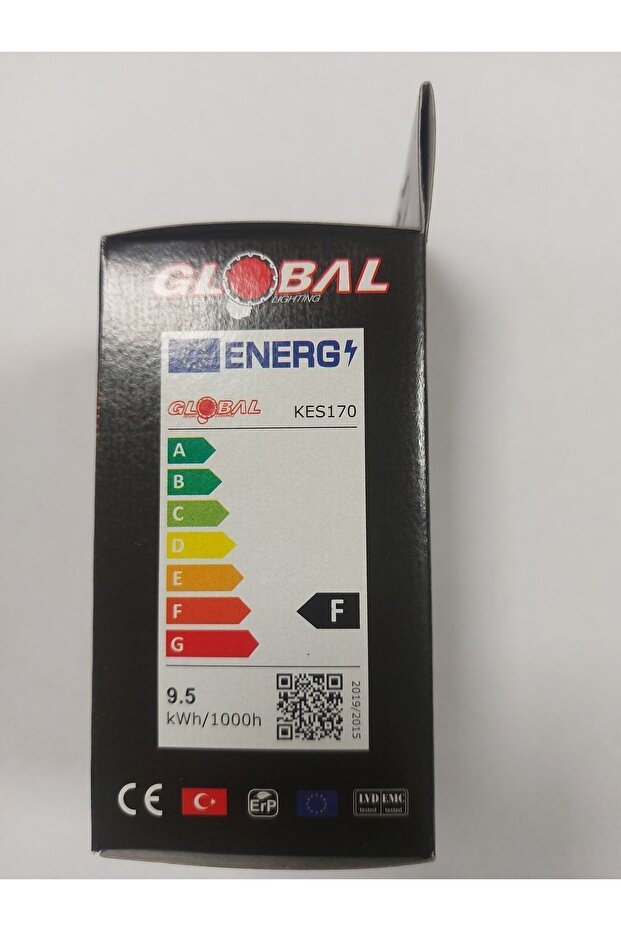 GLOBAL
LIGHTING
ENERG
GLOBAL KES170
A
B
C
D
E
F F
G
9.5
kWh/1000h
2019/2015
CE ErP LVD EMC
tested tested